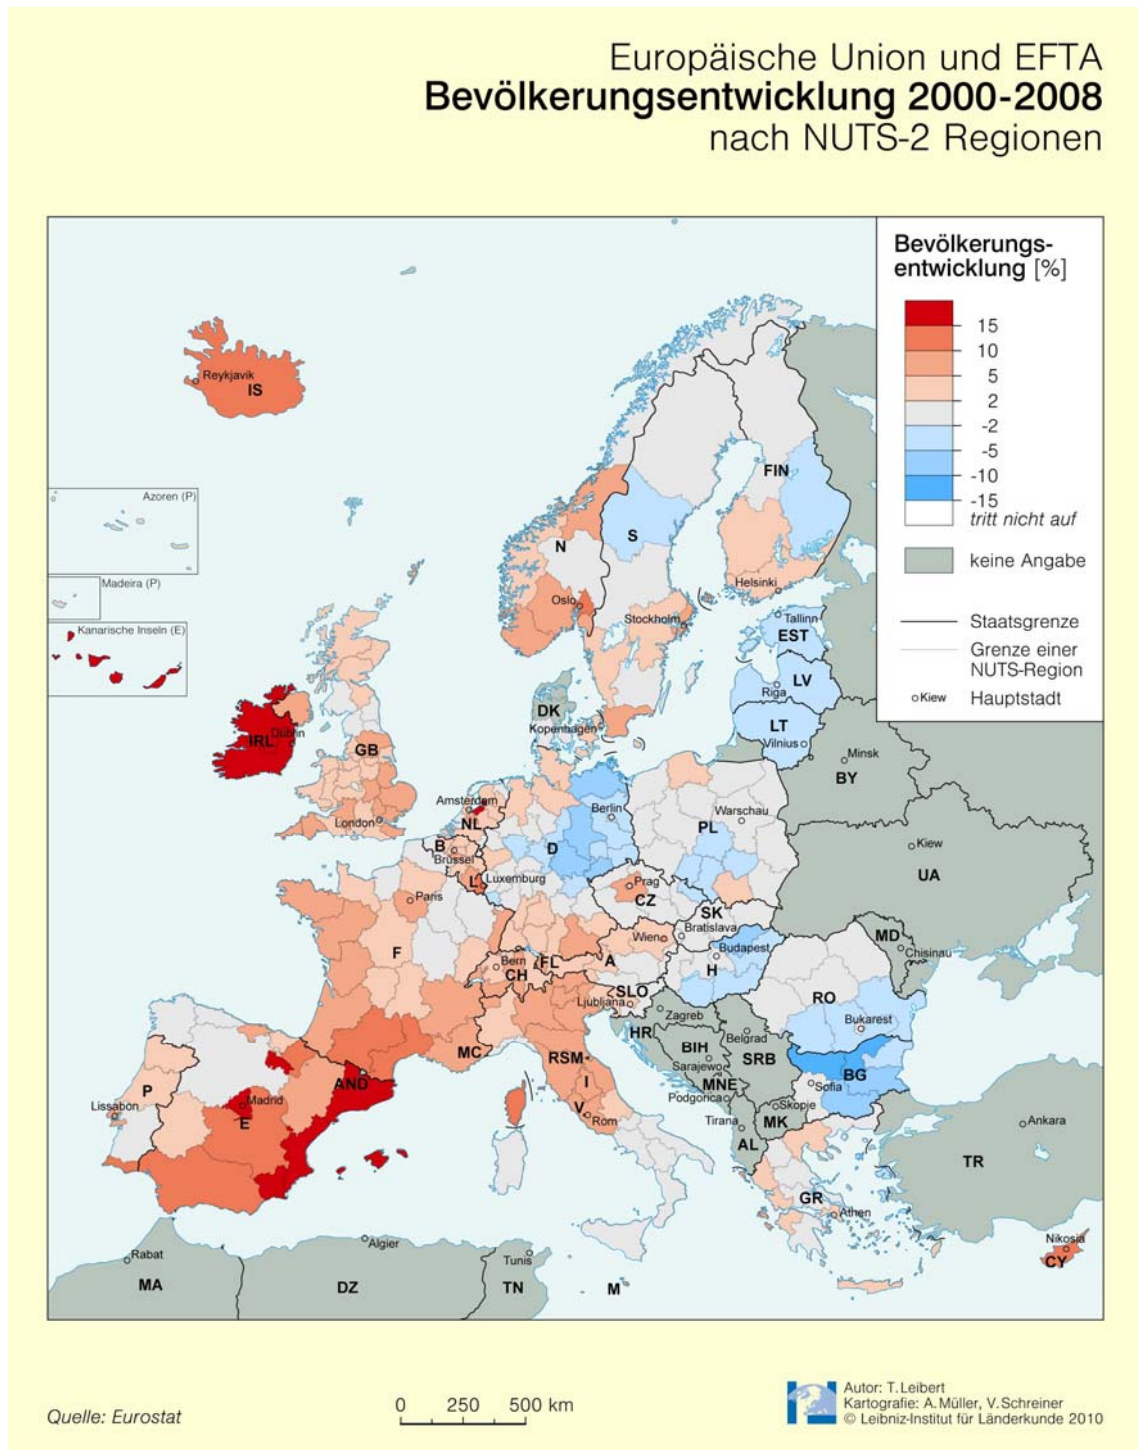 Europäische Union und EFTA
Bevölkerungsentwicklung 2000-2008
nach NUTS-2 Regionen
Bevölkerungs-
entwicklung [%]
15
10
5
2
-2
-5
-10
-15
tritt nicht auf
keine Angabe
Staatsgrenze
Grenze einer
NUTS-Region
Kiew
Hauptstadt
Reykjavik
IS
Azoren (P)
Madeira (P)
Kanarische Inseln (E)
FIN
S
N
Helsinki
Oslo
Stockholm
Tallinn
EST
LV
Riga
LT
Vilnius
DK
Kopenhagen
IRL
Dublin
GB
London
Minsk
BY
Amsterdam
NL
Berlin
Warschau
PL
D
B
Brüssel
L
Luxemburg
Kiew
UA
Paris
Prag
CZ
SK
Bratislava
MD
Chisinau
Wien
Budapest
F
Bern
CH
FL
A
H
SLO
Ljubljana
RO
Bukarest
Zagreb
HR
Belgrad
BIH
SRB
Sarajewo
MC
RSM
MNE
Podgorica
BG
Sofia
AND
P
I
Lissabon
Madrid
E
V
Rom
Skopje
MK
Tirana
AL
Ankara
TR
GR
Athen
Nikosia
CY
Rabat
MA
Algier
DZ
Tunis
TN
M
Quelle: Eurostat
0 250 500 km
Autor: T. Leibert
Kartografie: A. Müller, V. Schreiner
© Leibniz-Institut für Länderkunde 2010